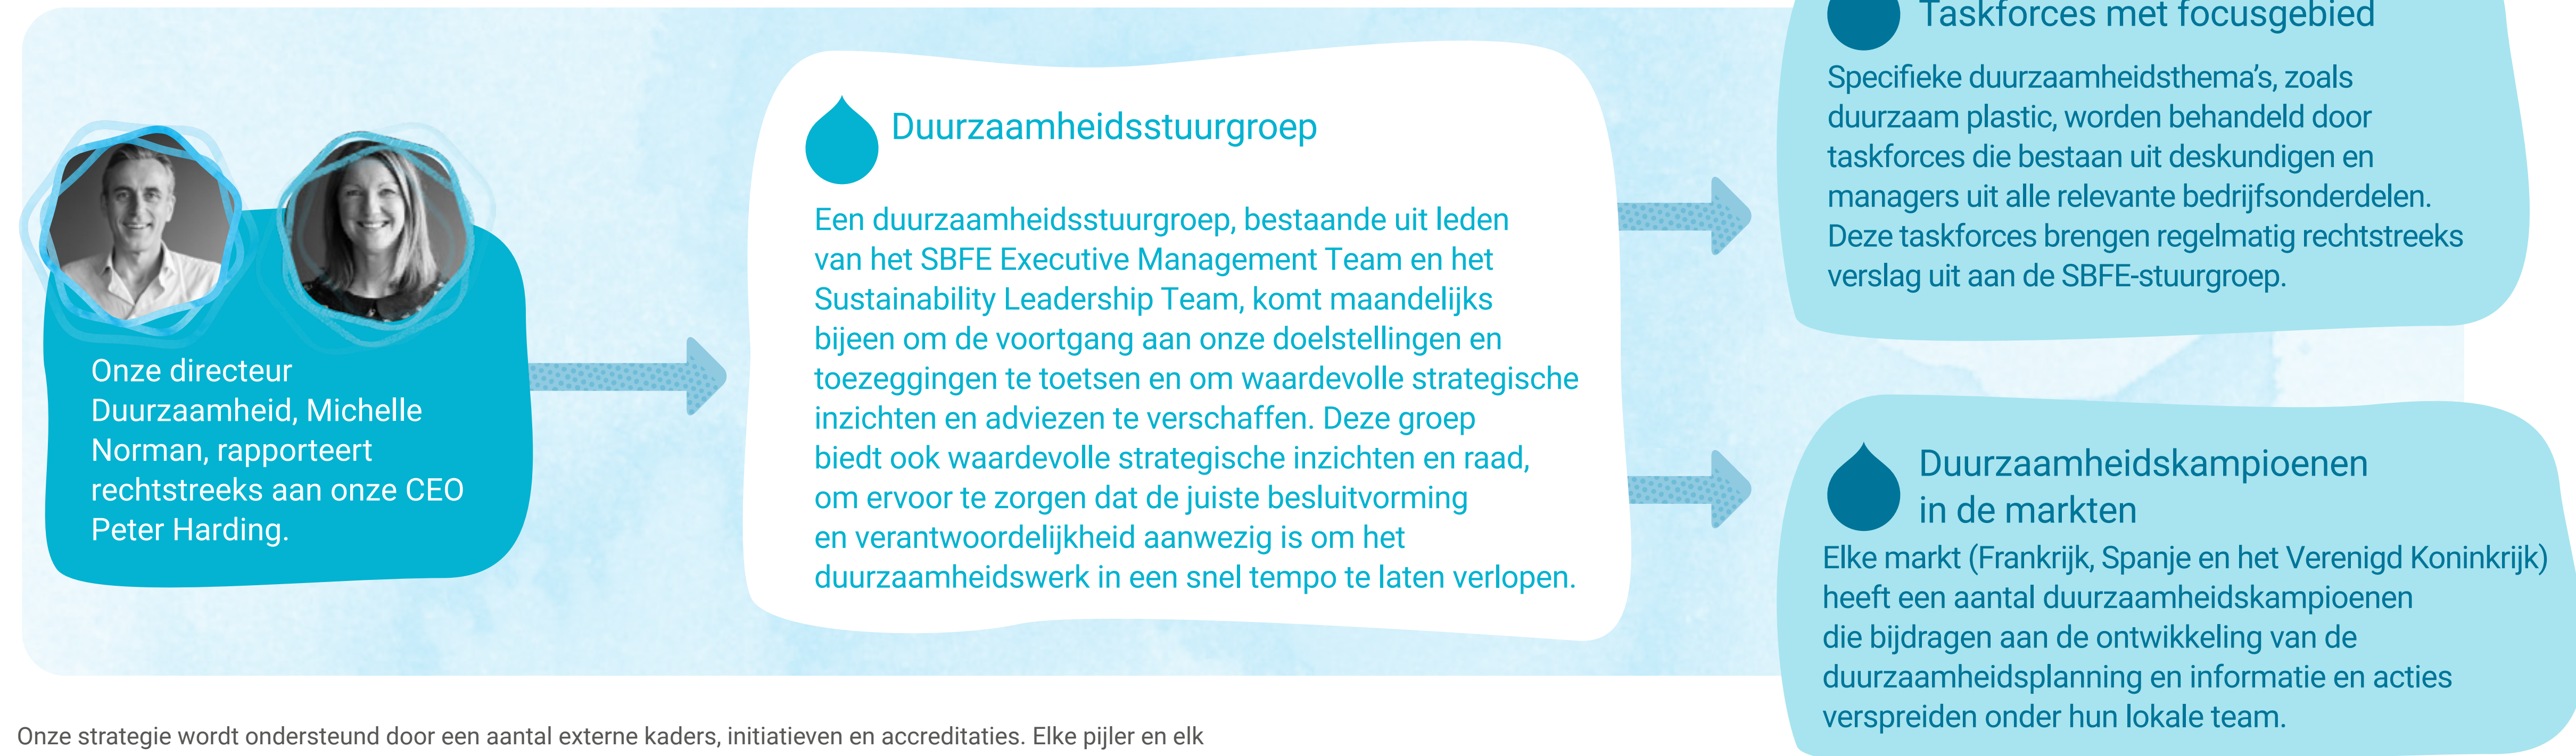 Onze directeur
Duurzaamheid, Michelle
Norman, rapporteert
rechtstreeks aan onze CEO
Peter Harding.
Duurzaamheidsstuurgroep
Een duurzaamheidsstuurgroep, bestaande uit leden
van het SBFE Executive Management Team en het
Sustainability Leadership Team, komt maandelijks
bijeen om de voortgang aan onze doelstellingen en
toezeggingen te toetsen en om waardevolle strategische
inzichten en adviezen te verschaffen. Deze groep
biedt ook waardevolle strategische inzichten en raad,
om ervoor te zorgen dat de juiste besluitvorming
en verantwoordelijkheid aanwezig is om het
duurzaamheidswerk in een snel tempo te laten verlopen.
Taskforces met focusgebied
Specifieke duurzaamheidsthema's, zoals
duurzaam plastic, worden behandeld door
taskforces die bestaan uit deskundigen en
managers uit alle relevante bedrijfsonderdelen.
Deze taskforces brengen regelmatig rechtstreeks
verslag uit aan de SBFE-stuurgroep.
Duurzaamheidskampioenen
in de markten
Elke markt (Frankrijk, Spanje en het Verenigd Koninkrijk)
heeft een aantal duurzaamheidskampioenen
die bijdragen aan de ontwikkeling van de
duurzaamheidsplanning en informatie en acties
verspreiden onder hun lokale team.
Onze strategie wordt ondersteund door een aantal externe kaders, initiatieven en accreditaties. Elke pijler en elk